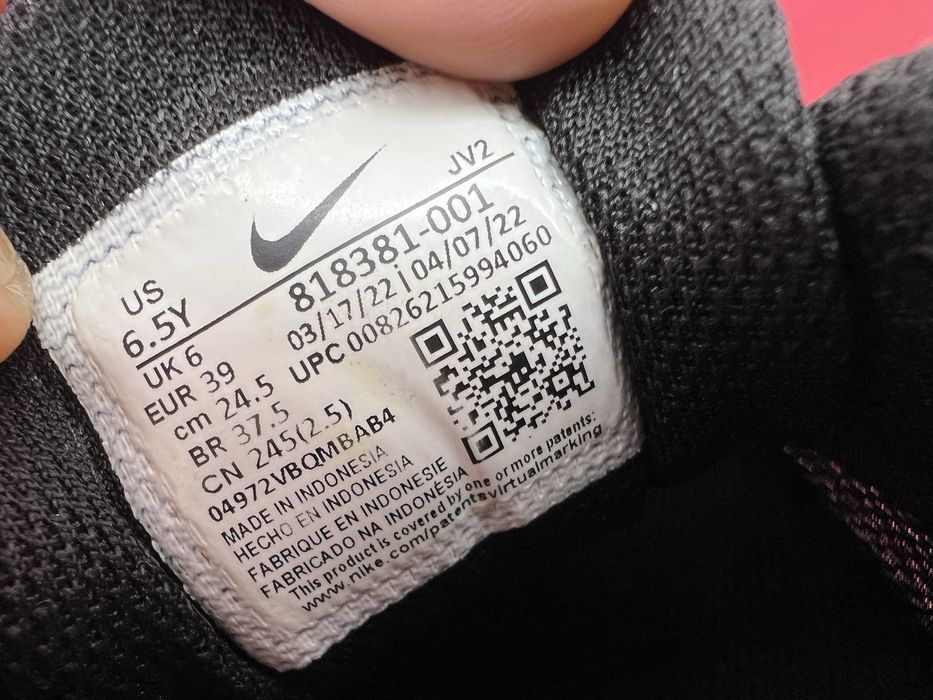 JV2
US
6.5Y
818381-001
03/17/22 | 04/07/22
UPC 00826215994060
UK 6
EUR 39
cm 24.5
BR 37.5
CN 245(2.5)
04972VBQMBAB4
MADE IN INDONESIA
HECHO EN INDONESIA
FABRIQUE EN INDONESIE
FABRICADO NA INDONÉSIA
This product is covered by one or more patents:
www.nike.com/patentsvirtualmarking